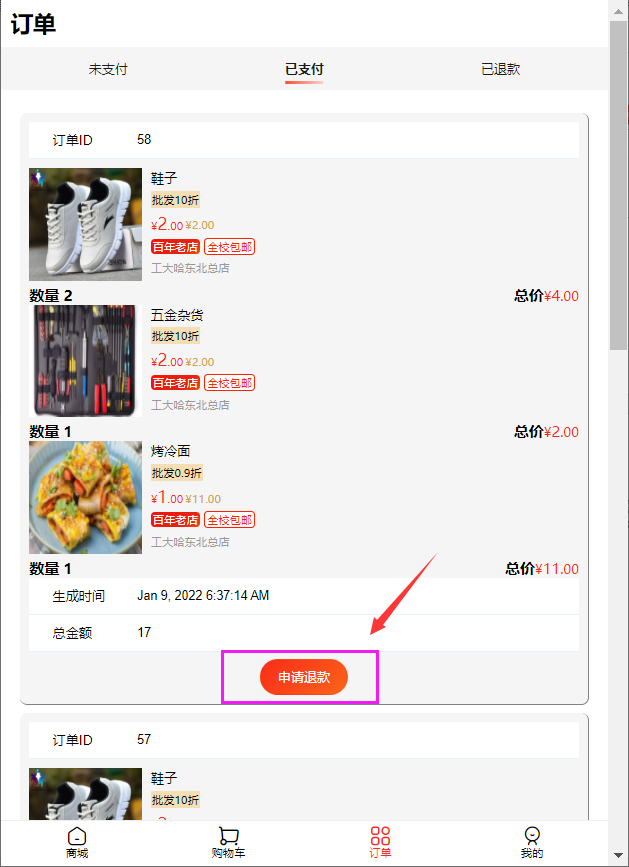 订单
未支付 已支付 已退款
订单ID 58
鞋子
批发10折
¥2.00 ¥2.00
百年老店 全校包邮
工大哈东北总店
数量 2 总价¥4.00
五金杂货
批发10折
¥2.00 ¥2.00
百年老店 全校包邮
工大哈东北总店
数量 1 总价¥2.00
烤冷面
批发0.9折
¥1.00 ¥11.00
百年老店 全校包邮
工大哈东北总店
数量 1 总价¥11.00
生成时间 Jan 9, 2022 6:37:14 AM
总金额 17
申请退款
订单ID 57
鞋子
批发10折
商城 购物车 订单 我的